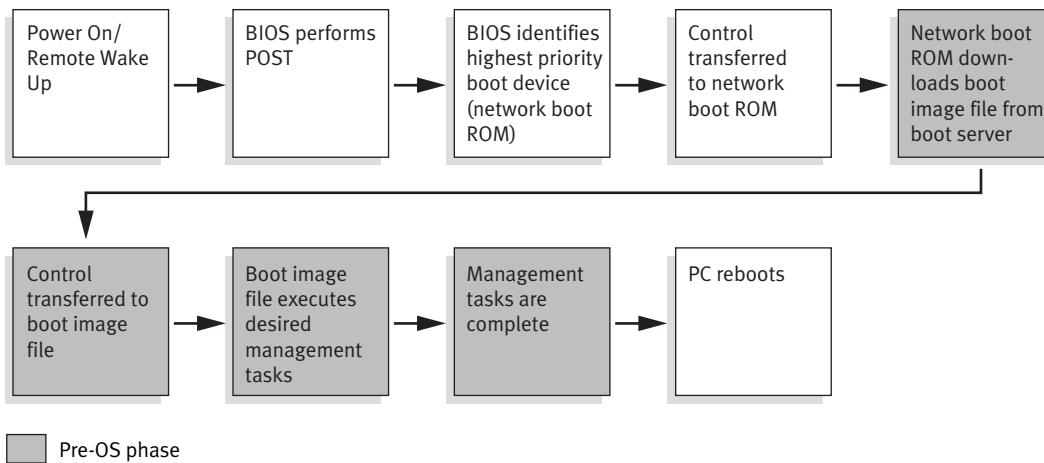 Power On/
Remote Wake
Up
BIOS performs
POST
BIOS identifies
highest priority
boot device
(network boot
ROM)
Control
transferred
to network
boot ROM
Network boot
ROM down-
loads boot
image file from
boot server
Control
transferred to
boot image
file
Boot image
file executes
desired
management
tasks
Management
tasks are
complete
PC reboots
Pre-OS phase